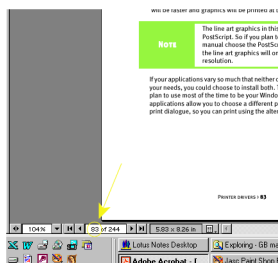 will be faster and graphics will be printed at
NOTE
The line art graphics in this
PostScript. So if you plan to
manual choose the PostSc
the line art graphics will on
resolution.
If your applications vary so much that neither
your needs, you could choose to install both.
plan to use most of the time to be your Windo
applications allow you to choose a different p
print dialogue, so you can print using the alter
PRINTER DRIVERS | 83
104%
83 of 244
5.83 x 8.26 in
Lotus Notes Desktop
Exploring - GB ma
Adobe Acrobat - [
Jasc Paint Shop